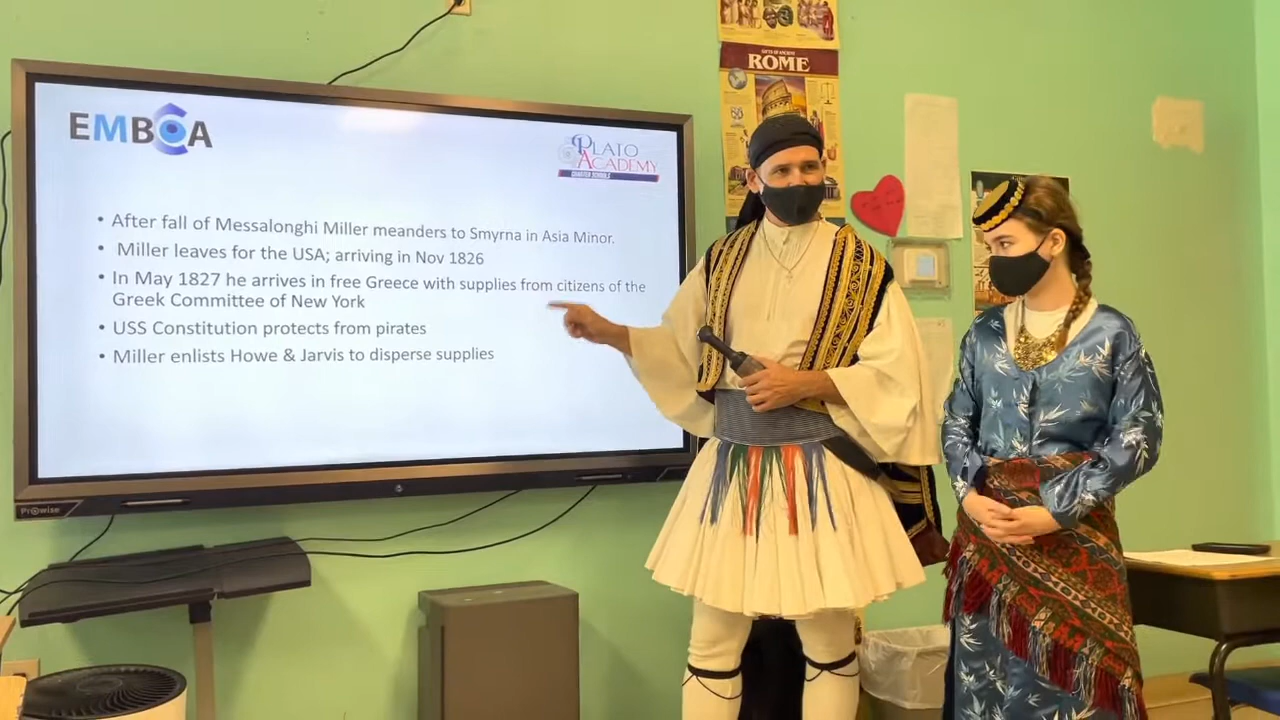 EMBCA
PLATO
ACADEMY
CHARTER SCHOOLS
• After fall of Messalonghi Miller meanders to Smyrna in Asia Minor.
• Miller leaves for the USA; arriving in Nov 1826
• In May 1827 he arrives in free Greece with supplies from citizens of the
Greek Committee of New York
• USS Constitution protects from pirates
• Miller enlists Howe & Jarvis to disperse supplies
Prowise
GIFTS OF ANCIENT
ROME